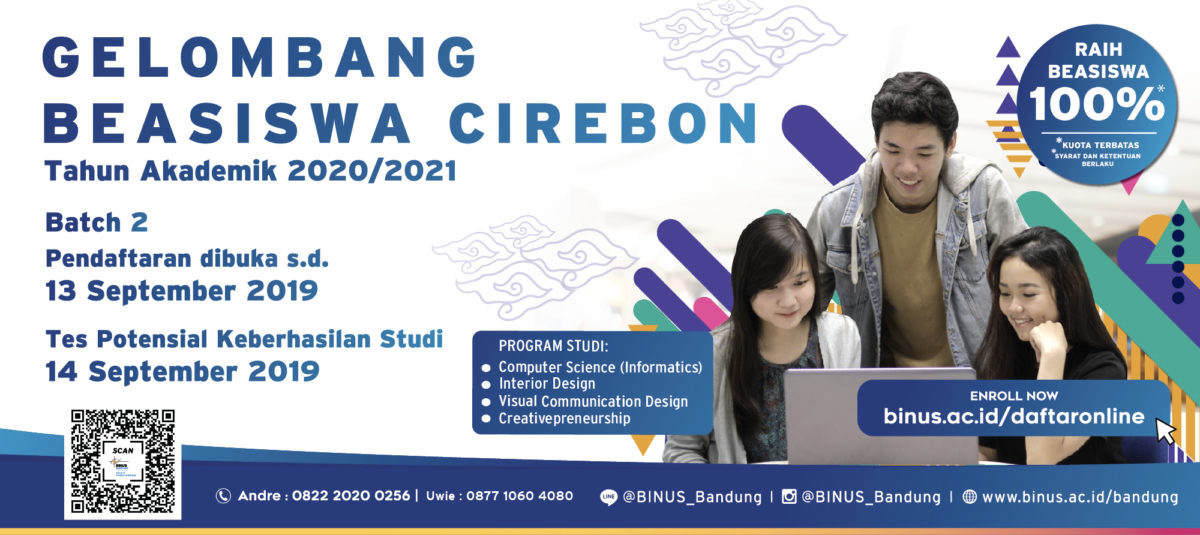 GELOMBANG
BEASISWA CIREBON
Tahun Akademik 2020/2021
Batch 2
Pendaftaran dibuka s.d.
13 September 2019
Tes Potensial Keberhasilan Studi
14 September 2019
RAIH
BEASISWA
100%*
*KUOTA TERBATAS
*SYARAT DAN KETENTUAN
BERLAKU
PROGRAM STUDI:
• Computer Science (Informatics)
• Interior Design
• Visual Communication Design
• Creativepreneurship
ENROLL NOW
binus.ac.id/daftaronline
SCAN
BINUS
Andre : 0822 2020 0256 | Uwie : 0877 1060 4080 LINE @BINUS_Bandung | @BINUS_Bandung | www.binus.ac.id/bandung